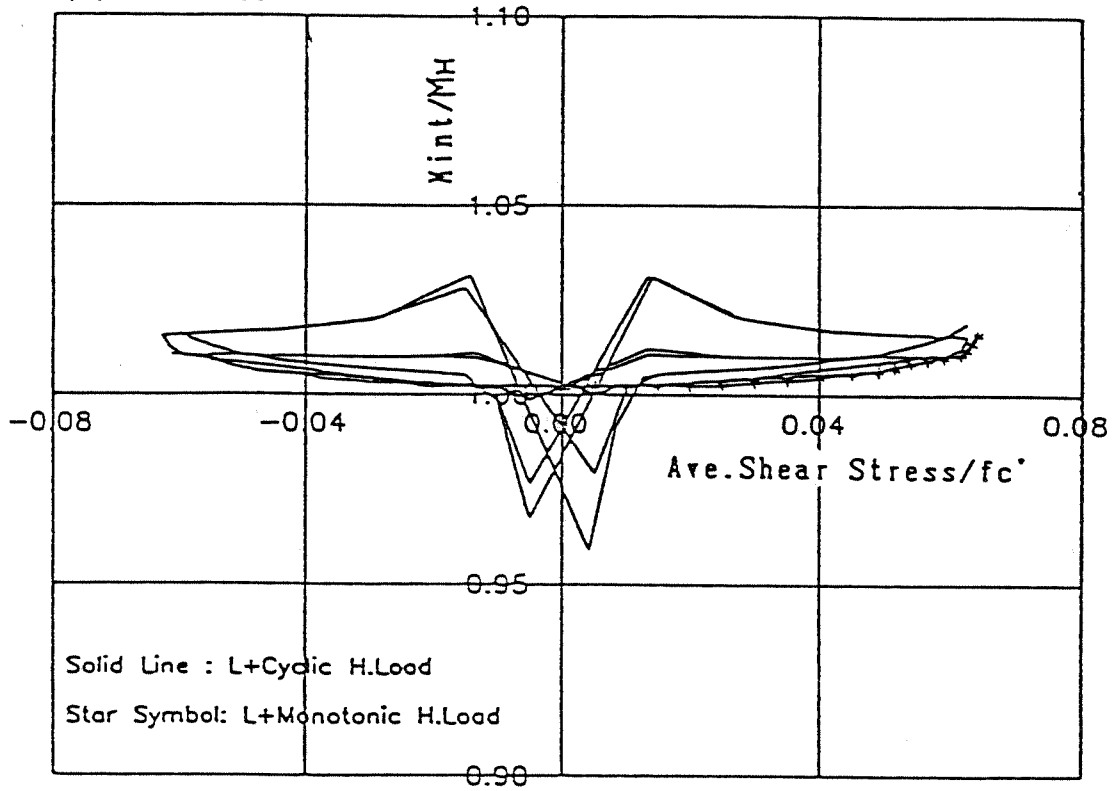 1.10
Mint/MH
1.05
-0.08
-0.04
0.00
0.04
0.08
Ave.Shear Stress/fc'
0.95
Solid Line : L+Cyclic H.Load
Star Symbol: L+Monotonic H.Load
0.90